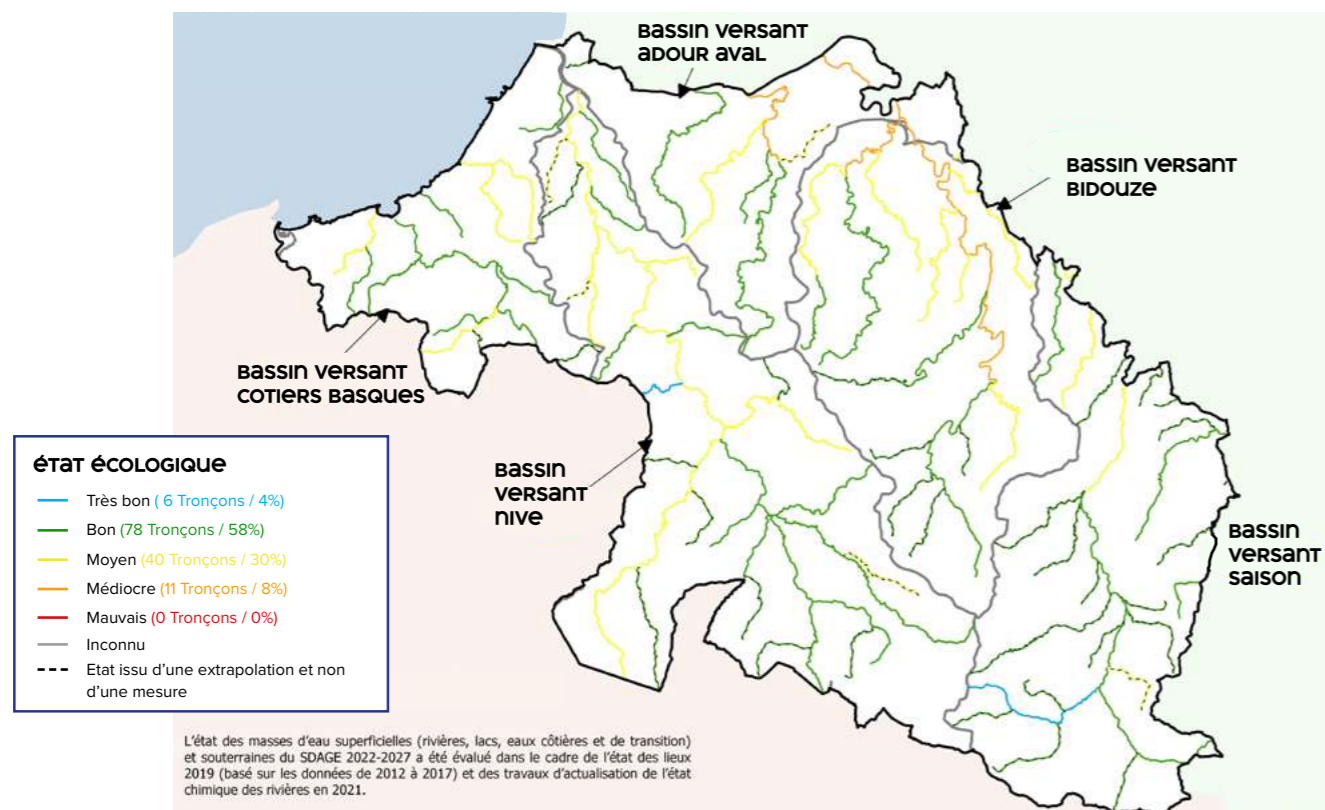 Bassin versant
adour aval
Bassin versant
Bidouze
Bassin versant
cotiers basques
Bassin
versant
nive
Bassin
versant
saison
état écologique
Très bon ( 6 Tronçons / 4%)
Bon (78 Tronçons / 58%)
Moyen (40 Tronçons / 30%)
Médiocre (11 Tronçons / 8%)
Mauvais (0 Tronçons / 0%)
Inconnu
Etat issu d'une extrapolation et non
d'une mesure
L'état des masses d'eau superficielles (rivières, lacs, eaux côtières et de transition)
et souterraines du SDAGE 2022-2027 a été évalué dans le cadre de l'état des lieux
2019 (basé sur les données de 2012 à 2017) et des travaux d'actualisation de l'état
chimique des rivières en 2021.